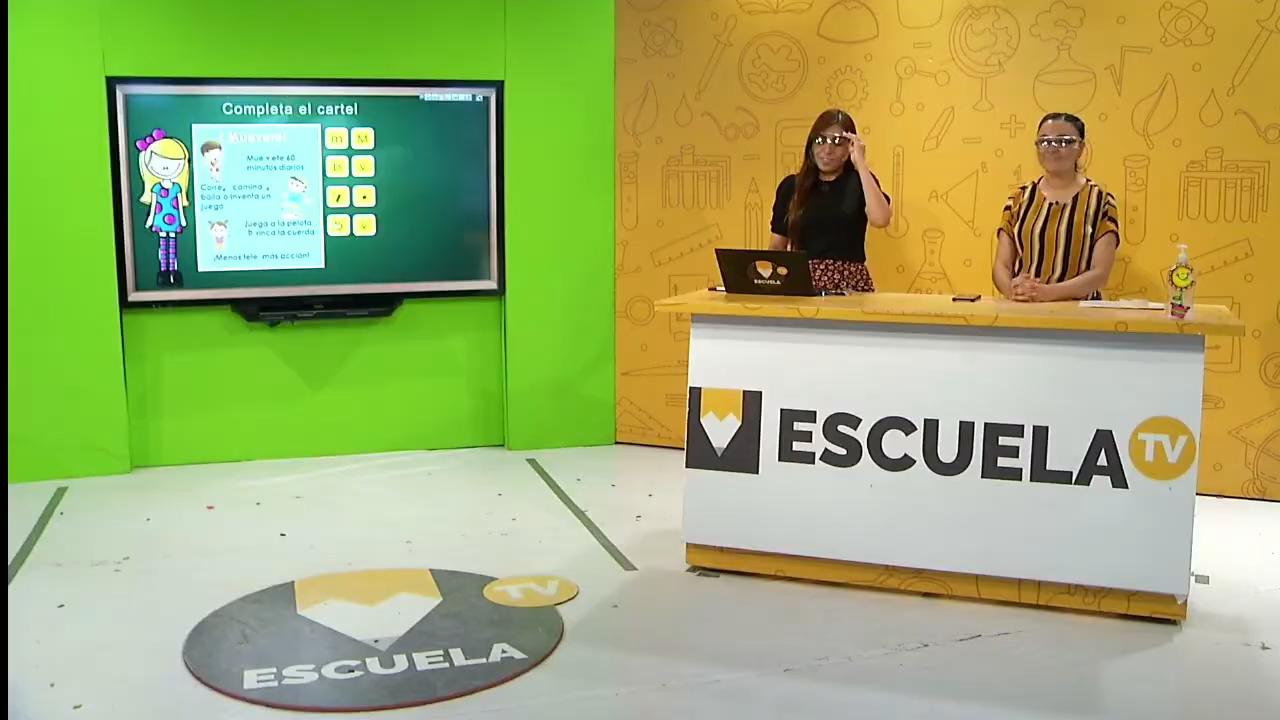 Completa el cartel
¡Muévete!
Muévete 60
minutos diarios
Corre, camina,
baila o inventa un
juego
Juega a la pelota
Brinca la cuerda
¡Menos tele más acción!
m M
v
ESCUELA
ESCUELA TV
TV
ESCUELA